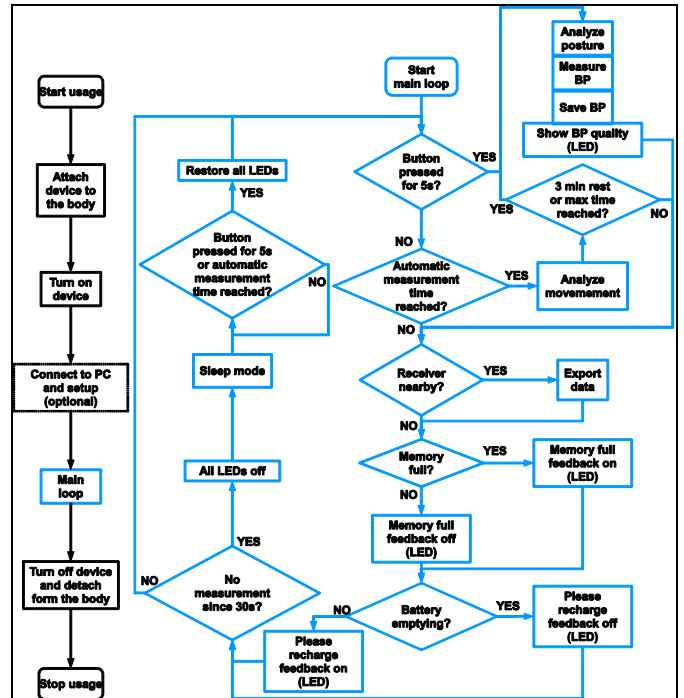 Start usage
Attach
device to
the body
Turn on
device
Connect to PC
and setup
(optional)
Main
loop
Turn off device
and detach
form the body
Stop usage
Start
main loop
Button
pressed
for 5s?
YES
NO
Analyze
posture
Measure
BP
Save BP
Show BP quality
(LED)
3 min rest
or max time
reached?
YES
NO
Automatic
measurement
time
reached?
YES
NO
Analyze
movemement
Receiver
nearby?
YES
NO
Export
data
Memory
full?
YES
NO
Memory full
feedback on
(LED)
Memory full
feedback off
(LED)
Battery
emptying?
YES
NO
Please
recharge
feedback off
(LED)
Please
recharge
feedback on
(LED)
No
measurement
since 30s?
YES
NO
All LEDs off
Sleep mode
Button
pressed for 5s
or automatic
measurement
time reached?
YES
NO
Restore all LEDs